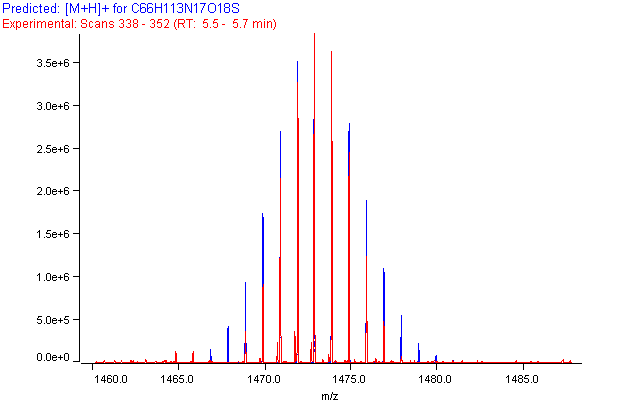 Predicted: [M+H]+ for C66H113N17O18S
Experimental: Scans 338 - 352 (RT: 5.5 - 5.7 min)
3.5e+6
3.0e+6
2.5e+6
2.0e+6
1.5e+6
1.0e+6
5.0e+5
0.0e+0
1460.0 1465.0 1470.0 1475.0 1480.0 1485.0
m/z